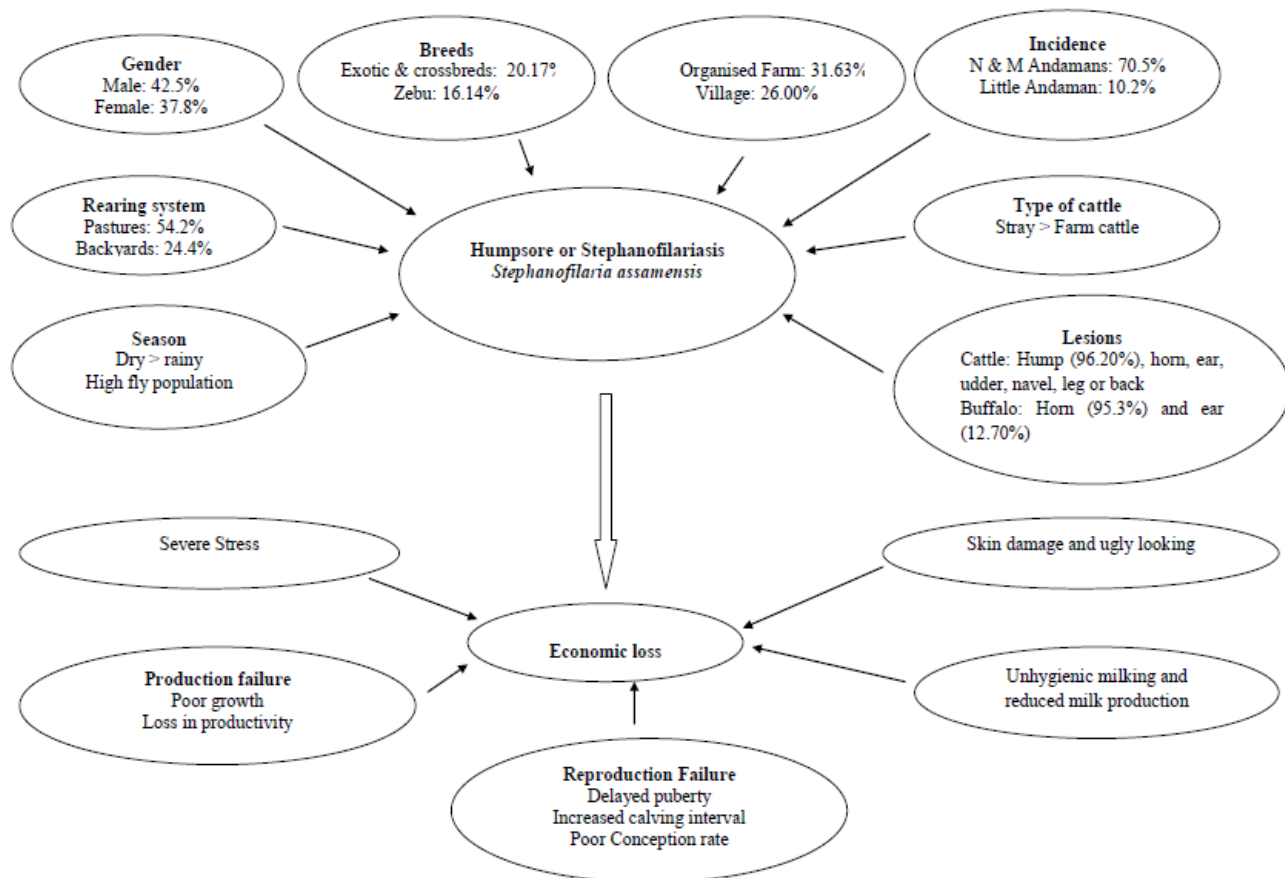 Gender
Male: 42.5%
Female: 37.8%
Breeds
Exotic & crossbreds: 20.17%
Zebu: 16.14%
Organised Farm: 31.63%
Village: 26.00%
Incidence
N & M Andamans: 70.5%
Little Andaman: 10.2%
Rearing system
Pastures: 54.2%
Backyards: 24.4%
Humpsore or Stephanofilariasis
Stephanofilaria assamensis
Type of cattle
Stray > Farm cattle
Season
Dry > rainy
High fly population
Lesions
Cattle: Hump (96.20%), horn, ear,
udder, navel, leg or back
Buffalo: Horn (95.3%) and ear
(12.70%)
Severe Stress
Skin damage and ugly looking
Economic loss
Production failure
Poor growth
Loss in productivity
Unhygienic milking and
reduced milk production
Reproduction Failure
Delayed puberty
Increased calving interval
Poor Conception rate